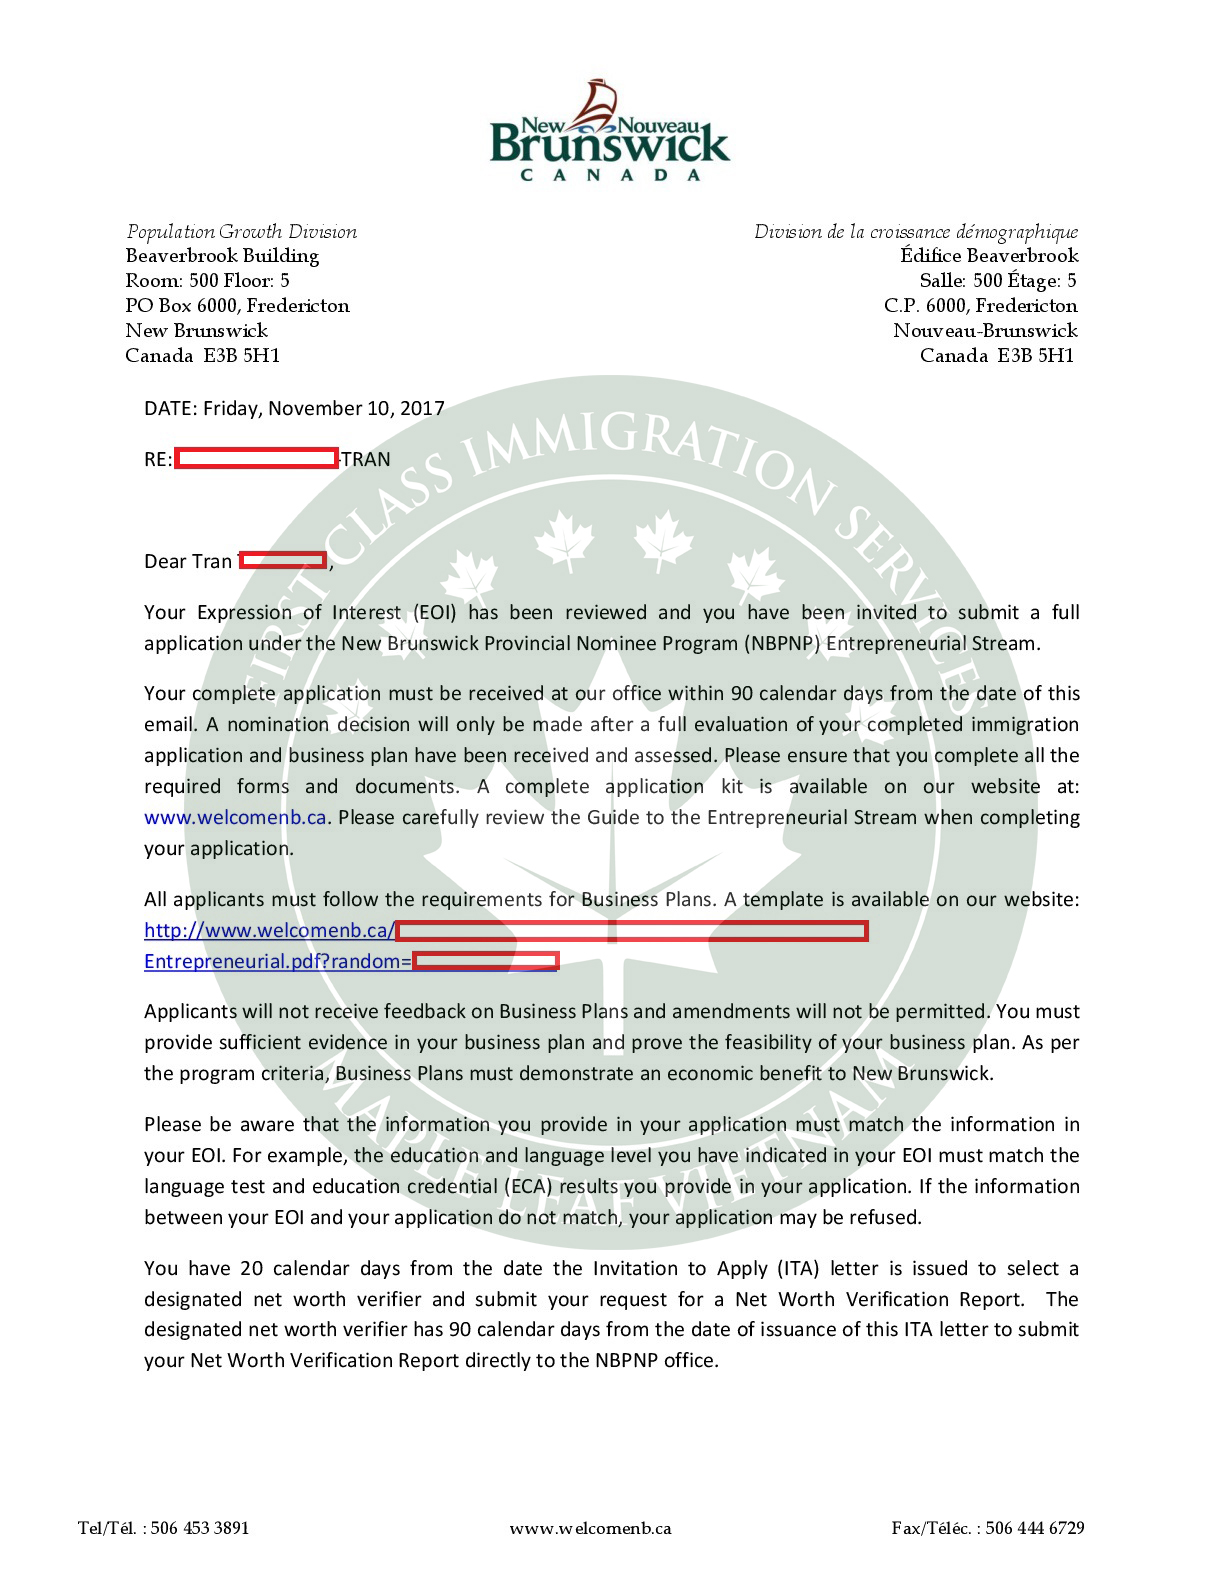 New Nouveau
Brunswick
CANADA
Population Growth Division
Beaverbrook Building
Room: 500 Floor: 5
PO Box 6000, Fredericton
New Brunswick
Canada E3B 5H1
Division de la croissance démographique
Édifice Beaverbrook
Salle: 500 Étage: 5
C.P. 6000, Fredericton
Nouveau-Brunswick
Canada E3B 5H1
FIRST CLASS IMMIGRATION SERVICES
MAPLE LEAF VIETNAM
DATE: Friday, November 10, 2017
RE: -TRAN
Dear Tran ,
Your Expression of Interest (EOI) has been reviewed and you have been invited to submit a full
application under the New Brunswick Provincial Nominee Program (NBPNP) Entrepreneurial Stream.
Your complete application must be received at our office within 90 calendar days from the date of this
email. A nomination decision will only be made after a full evaluation of your completed immigration
application and business plan have been received and assessed. Please ensure that you complete all the
required forms and documents. A complete application kit is available on our website at:
www.welcomenb.ca. Please carefully review the Guide to the Entrepreneurial Stream when completing
your application.
All applicants must follow the requirements for Business Plans. A template is available on our website:
http://www.welcomenb.ca/
Entrepreneurial.pdf?random=
Applicants will not receive feedback on Business Plans and amendments will not be permitted. You must
provide sufficient evidence in your business plan and prove the feasibility of your business plan. As per
the program criteria, Business Plans must demonstrate an economic benefit to New Brunswick.
Please be aware that the information you provide in your application must match the information in
your EOI. For example, the education and language level you have indicated in your EOI must match the
language test and education credential (ECA) results you provide in your application. If the information
between your EOI and your application do not match, your application may be refused.
You have 20 calendar days from the date the Invitation to Apply (ITA) letter is issued to select a
designated net worth verifier and submit your request for a Net Worth Verification Report. The
designated net worth verifier has 90 calendar days from the date of issuance of this ITA letter to submit
your Net Worth Verification Report directly to the NBPNP office.
Tel/Tél. : 506 453 3891
www.welcomenb.ca
Fax/Téléc. : 506 444 6729